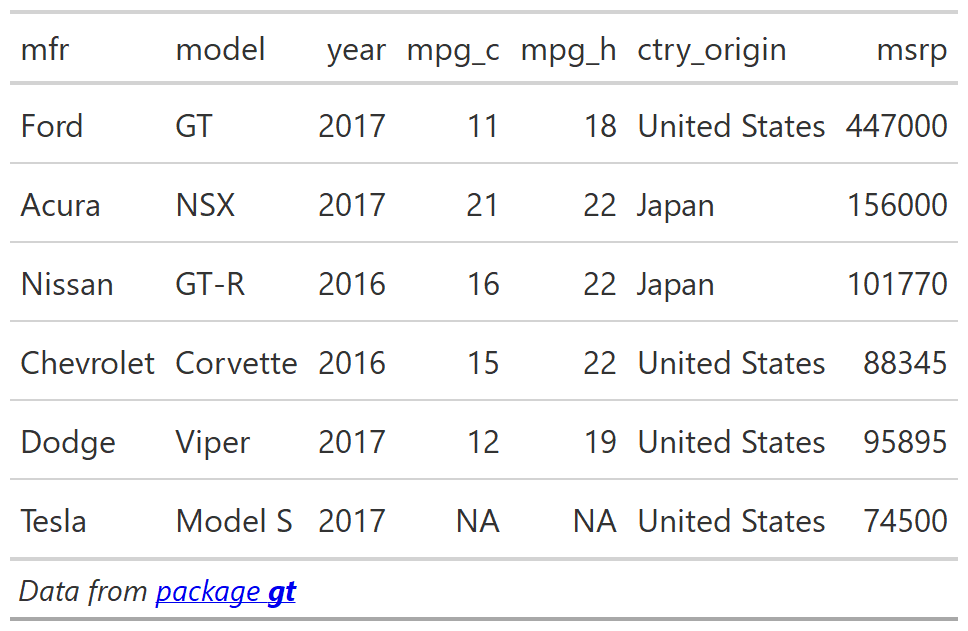 mfr model year mpg_c mpg_h ctry_origin msrp
Ford GT 2017 11 18 United States 447000
Acura NSX 2017 21 22 Japan 156000
Nissan GT-R 2016 16 22 Japan 101770
Chevrolet Corvette 2016 15 22 United States 88345
Dodge Viper 2017 12 19 United States 95895
Tesla Model S 2017 NA NA United States 74500
Data from package gt